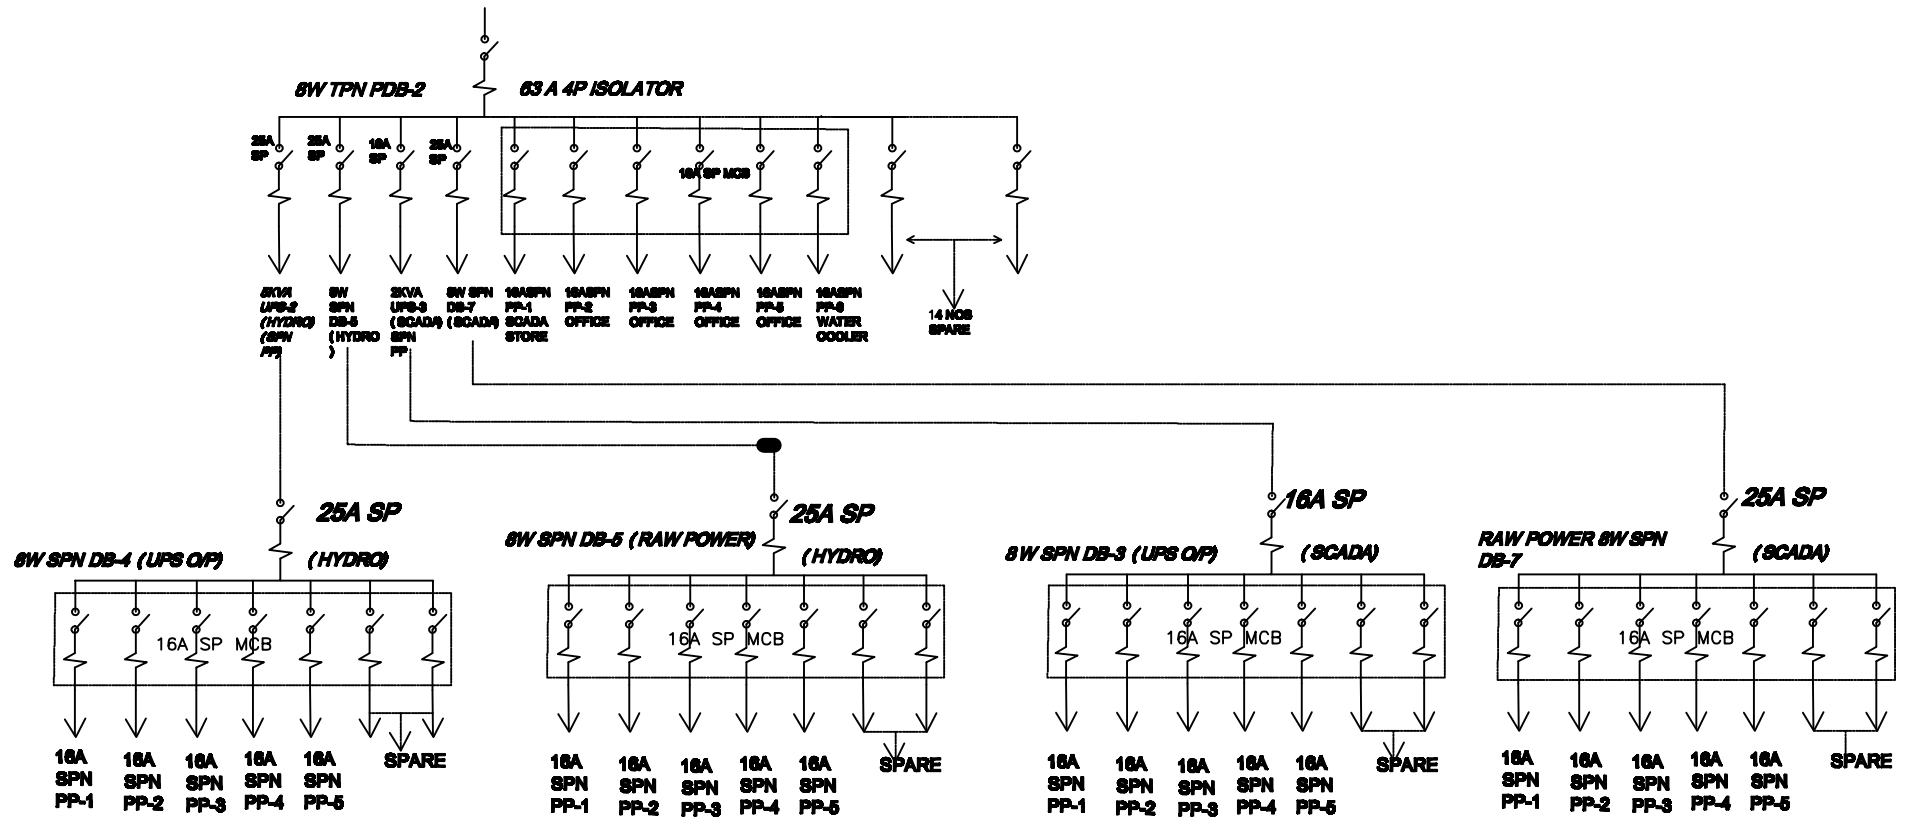 8W TPN PDB-2
63 A 4P ISOLATOR
25A
SP
25A
SP
16A
SP
25A
SP
16A SP MCB
5KVA
UPS-2
(HYDRO)
(SPN
PP)
8W
SPN
DB-5
(HYDRO
)
2KVA
UPS-3
(SCADA)
SPN
PP
8W SPN
DB-7
(SCADA)
16ASPN
PP-1
SCADA
STORE
16ASPN
PP-2
OFFICE
16ASPN
PP-3
OFFICE
16ASPN
PP-4
OFFICE
16ASPN
PP-5
OFFICE
16ASPN
PP-6
WATER
COOLER
14 NOS
SPARE
25A SP
8W SPN DB-4 (UPS O/P)
(HYDRO)
16A SP MCB
16A
SPN
PP-1
16A
SPN
PP-2
16A
SPN
PP-3
16A
SPN
PP-4
16A
SPN
PP-5
SPARE
25A SP
8W SPN DB-5 (RAW POWER)
(HYDRO)
16A SP MCB
16A
SPN
PP-1
16A
SPN
PP-2
16A
SPN
PP-3
16A
SPN
PP-4
16A
SPN
PP-5
SPARE
16A SP
8W SPN DB-3 (UPS O/P)
(SCADA)
16A SP MCB
16A
SPN
PP-1
16A
SPN
PP-2
16A
SPN
PP-3
16A
SPN
PP-4
16A
SPN
PP-5
SPARE
25A SP
RAW POWER 8W SPN
DB-7
(SCADA)
16A SP MCB
16A
SPN
PP-1
16A
SPN
PP-2
16A
SPN
PP-3
16A
SPN
PP-4
16A
SPN
PP-5
SPARE